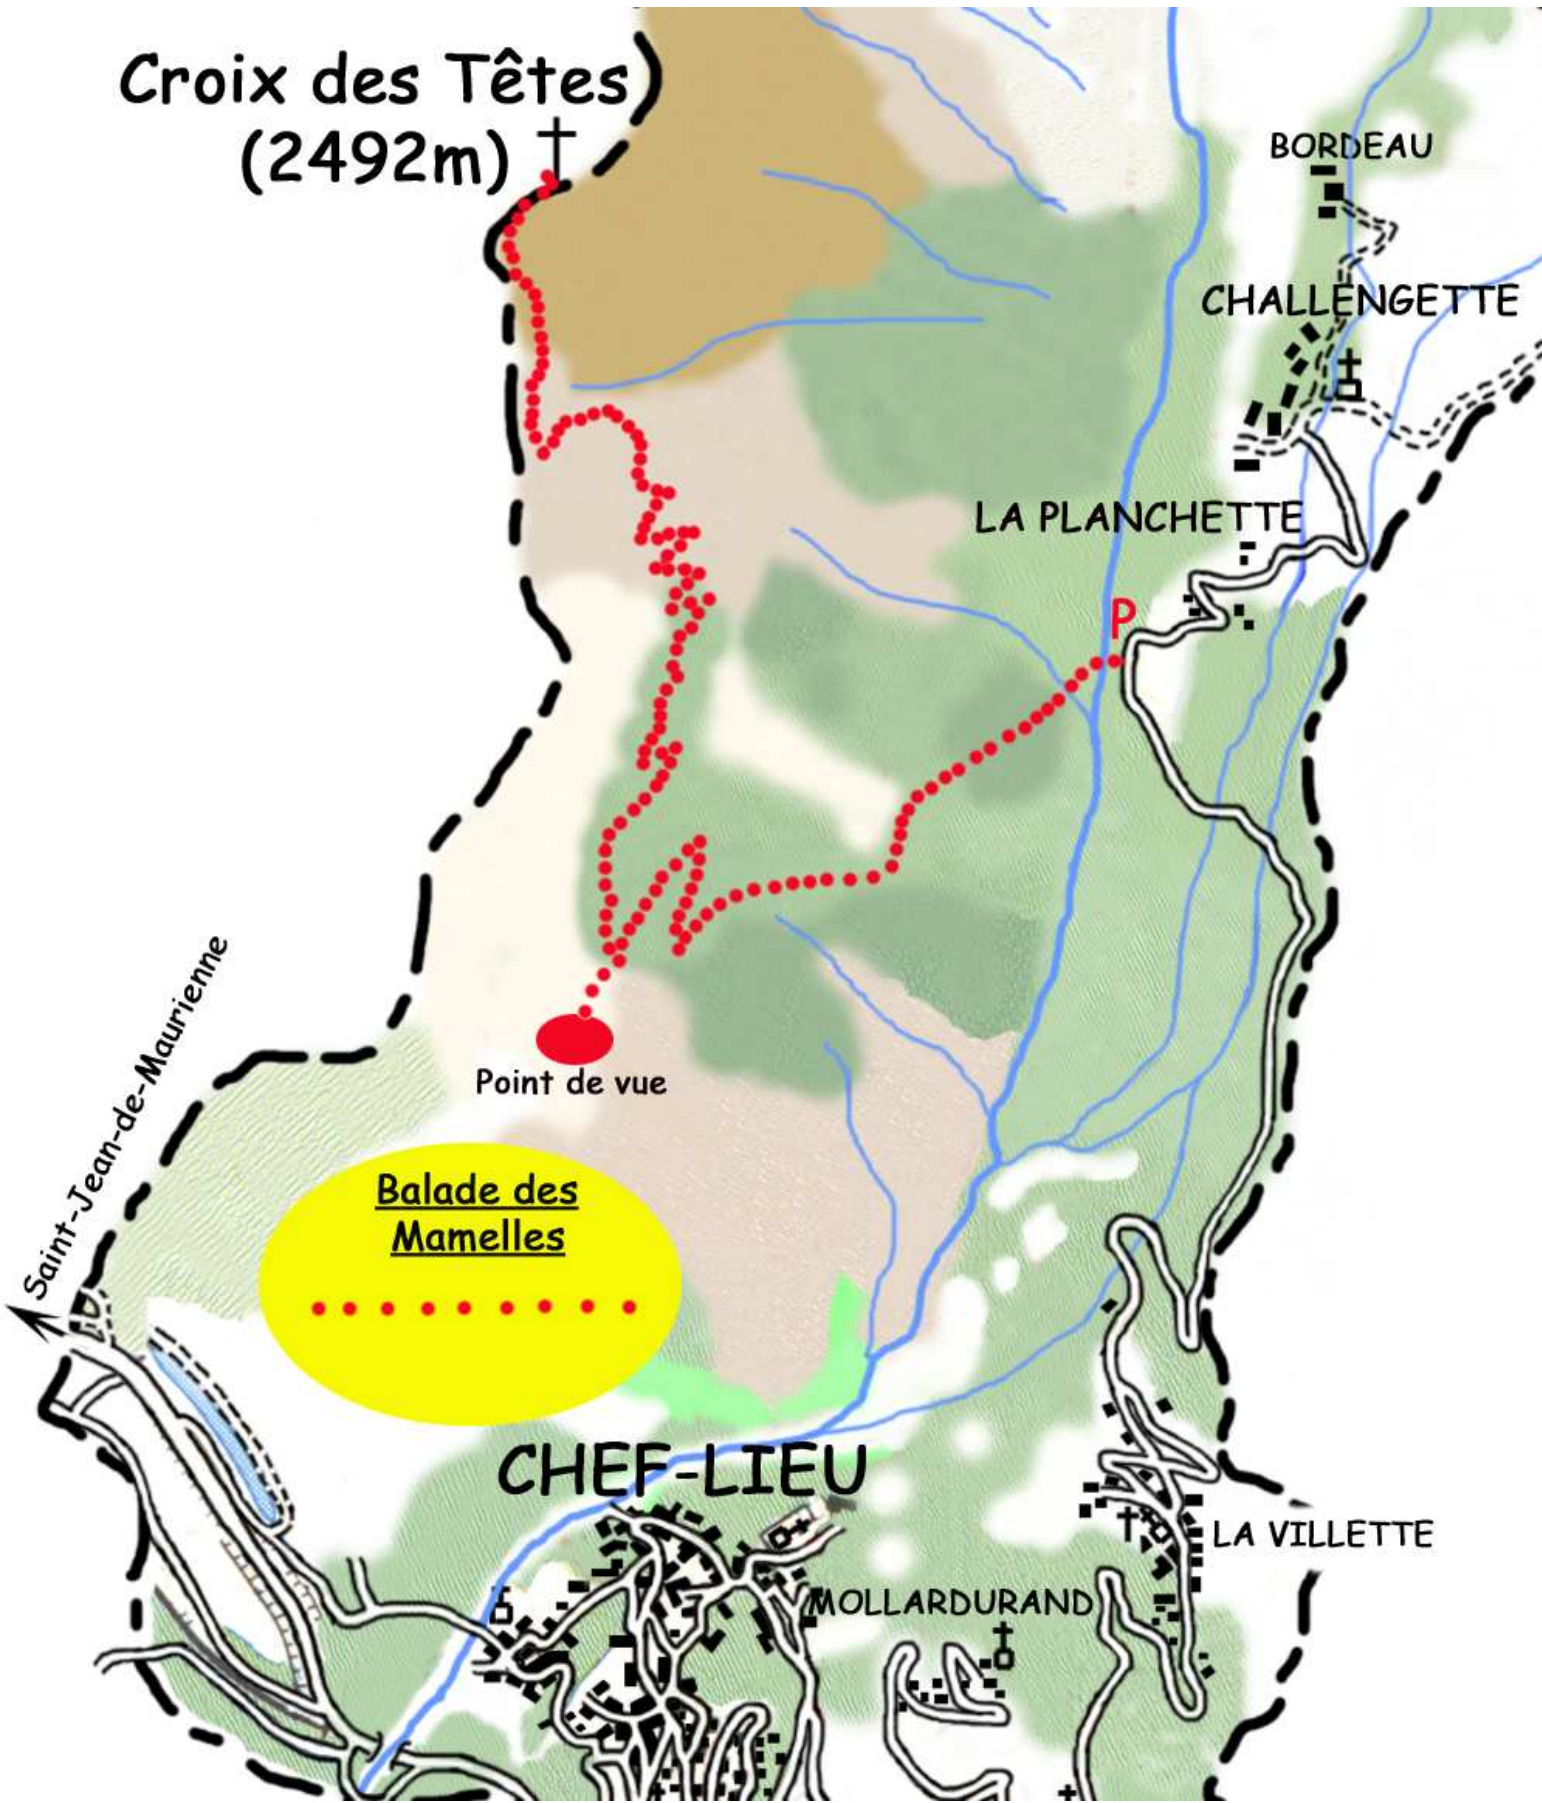 Croix des Têtes
(2492m)
BORDEAU
CHALLENGETTE
LA PLANCHETTE
P
Saint-Jean-de-Maurienne
Point de vue
Balade des
Mamelles
CHEF-LIEU
LA VILLETTE
MOLLARDURAND